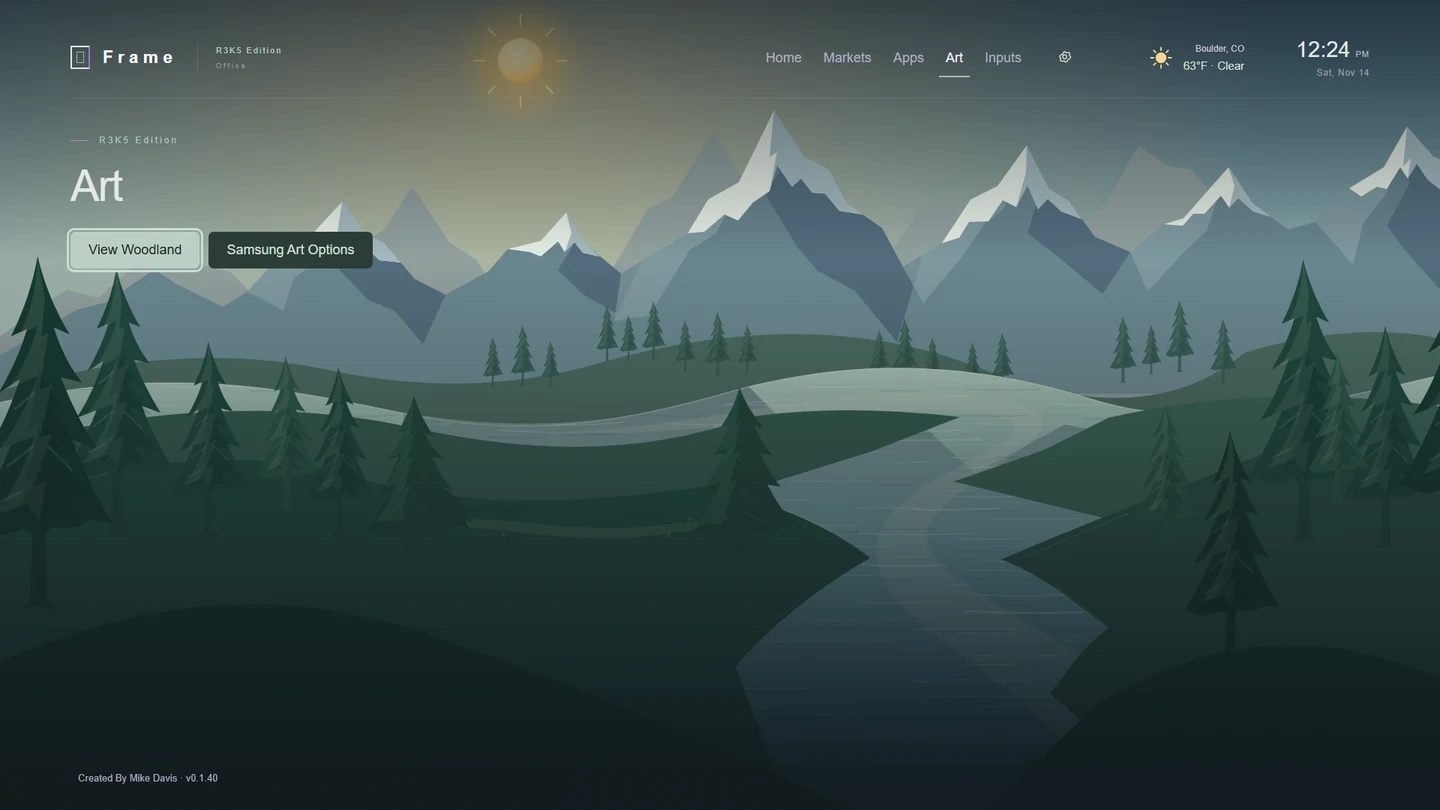 Frame
R3K5 Edition
Office
Home Markets Apps Art Inputs
Boulder, CO
63°F · Clear
12:24 PM
Sat, Nov 14
R3K5 Edition
Art
View Woodland
Samsung Art Options
Created By Mike Davis · v0.1.40